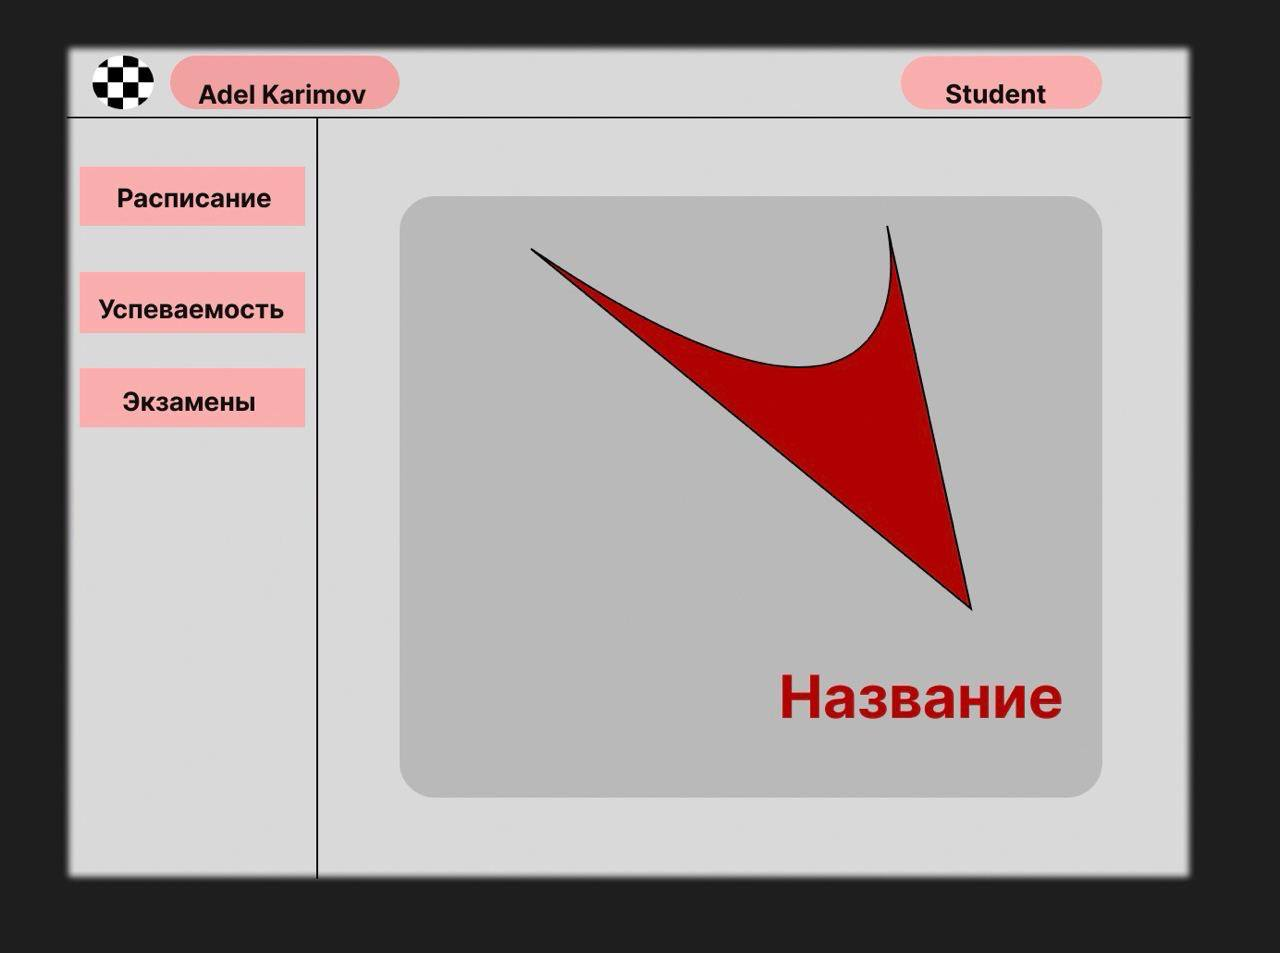 Adel Karimov
Student
Расписание
Успеваемость
Экзамены
Название